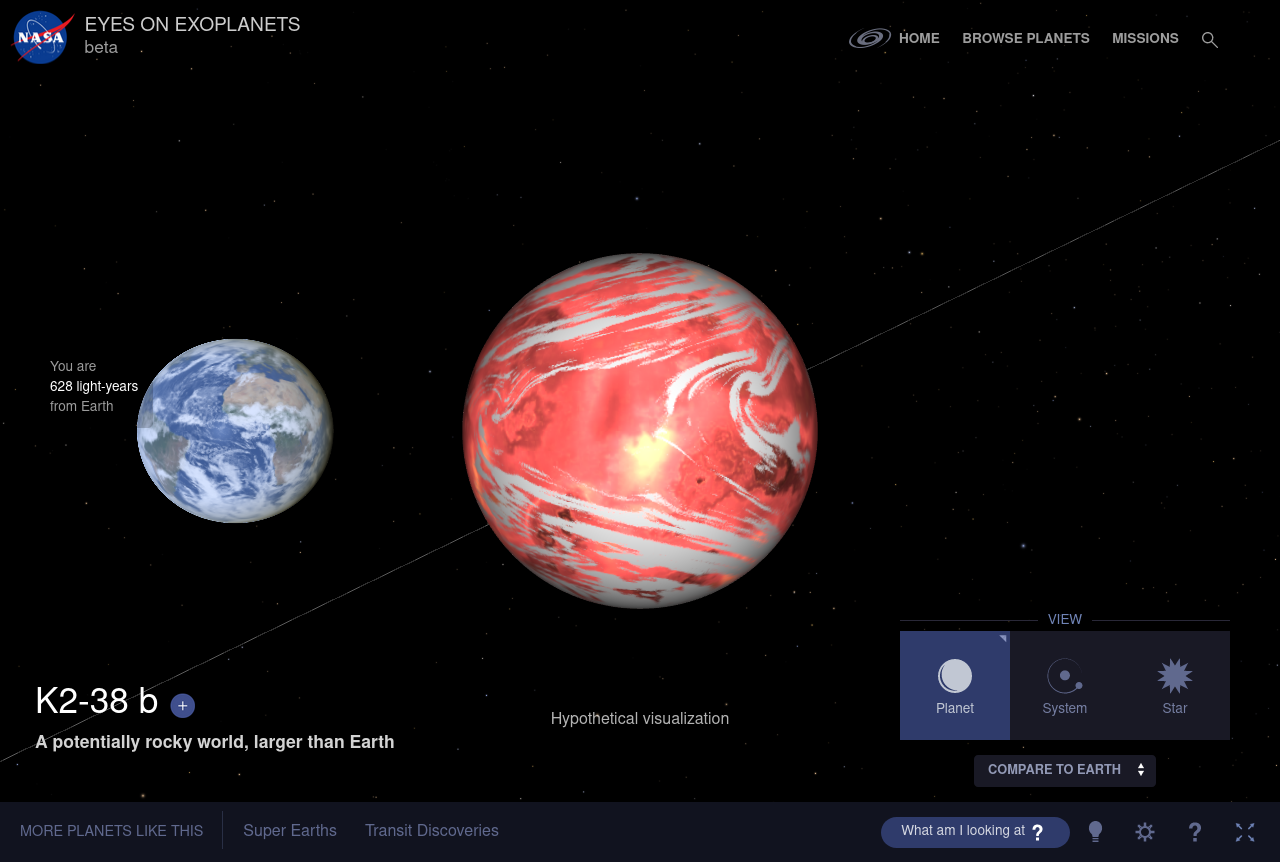 NASA
EYES ON EXOPLANETS
beta
HOME
BROWSE PLANETS
MISSIONS
You are
628 light-years
from Earth
K2-38 b +
A potentially rocky world, larger than Earth
Hypothetical visualization
VIEW
Planet
System
Star
COMPARE TO EARTH
MORE PLANETS LIKE THIS
Super Earths
Transit Discoveries
What am I looking at ?
?